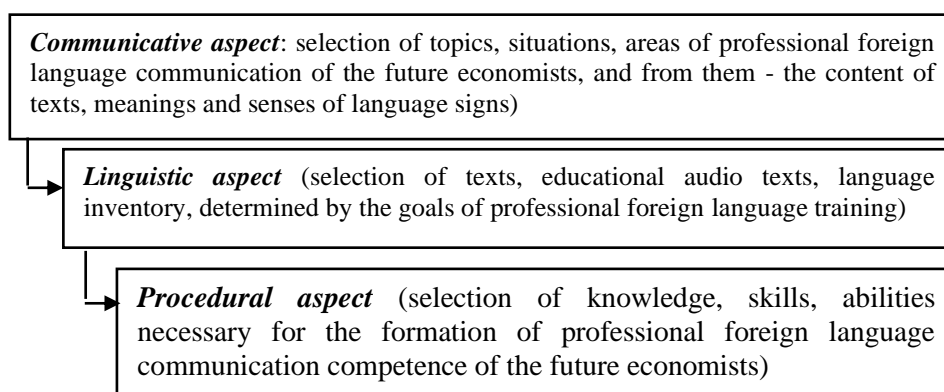 Communicative aspect: selection of topics, situations, areas of professional foreign
language communication of the future economists, and from them - the content of
texts, meanings and senses of language signs)
Linguistic aspect (selection of texts, educational audio texts, language
inventory, determined by the goals of professional foreign language training)
Procedural aspect (selection of knowledge, skills, abilities
necessary for the formation of professional foreign language
communication competence of the future economists)